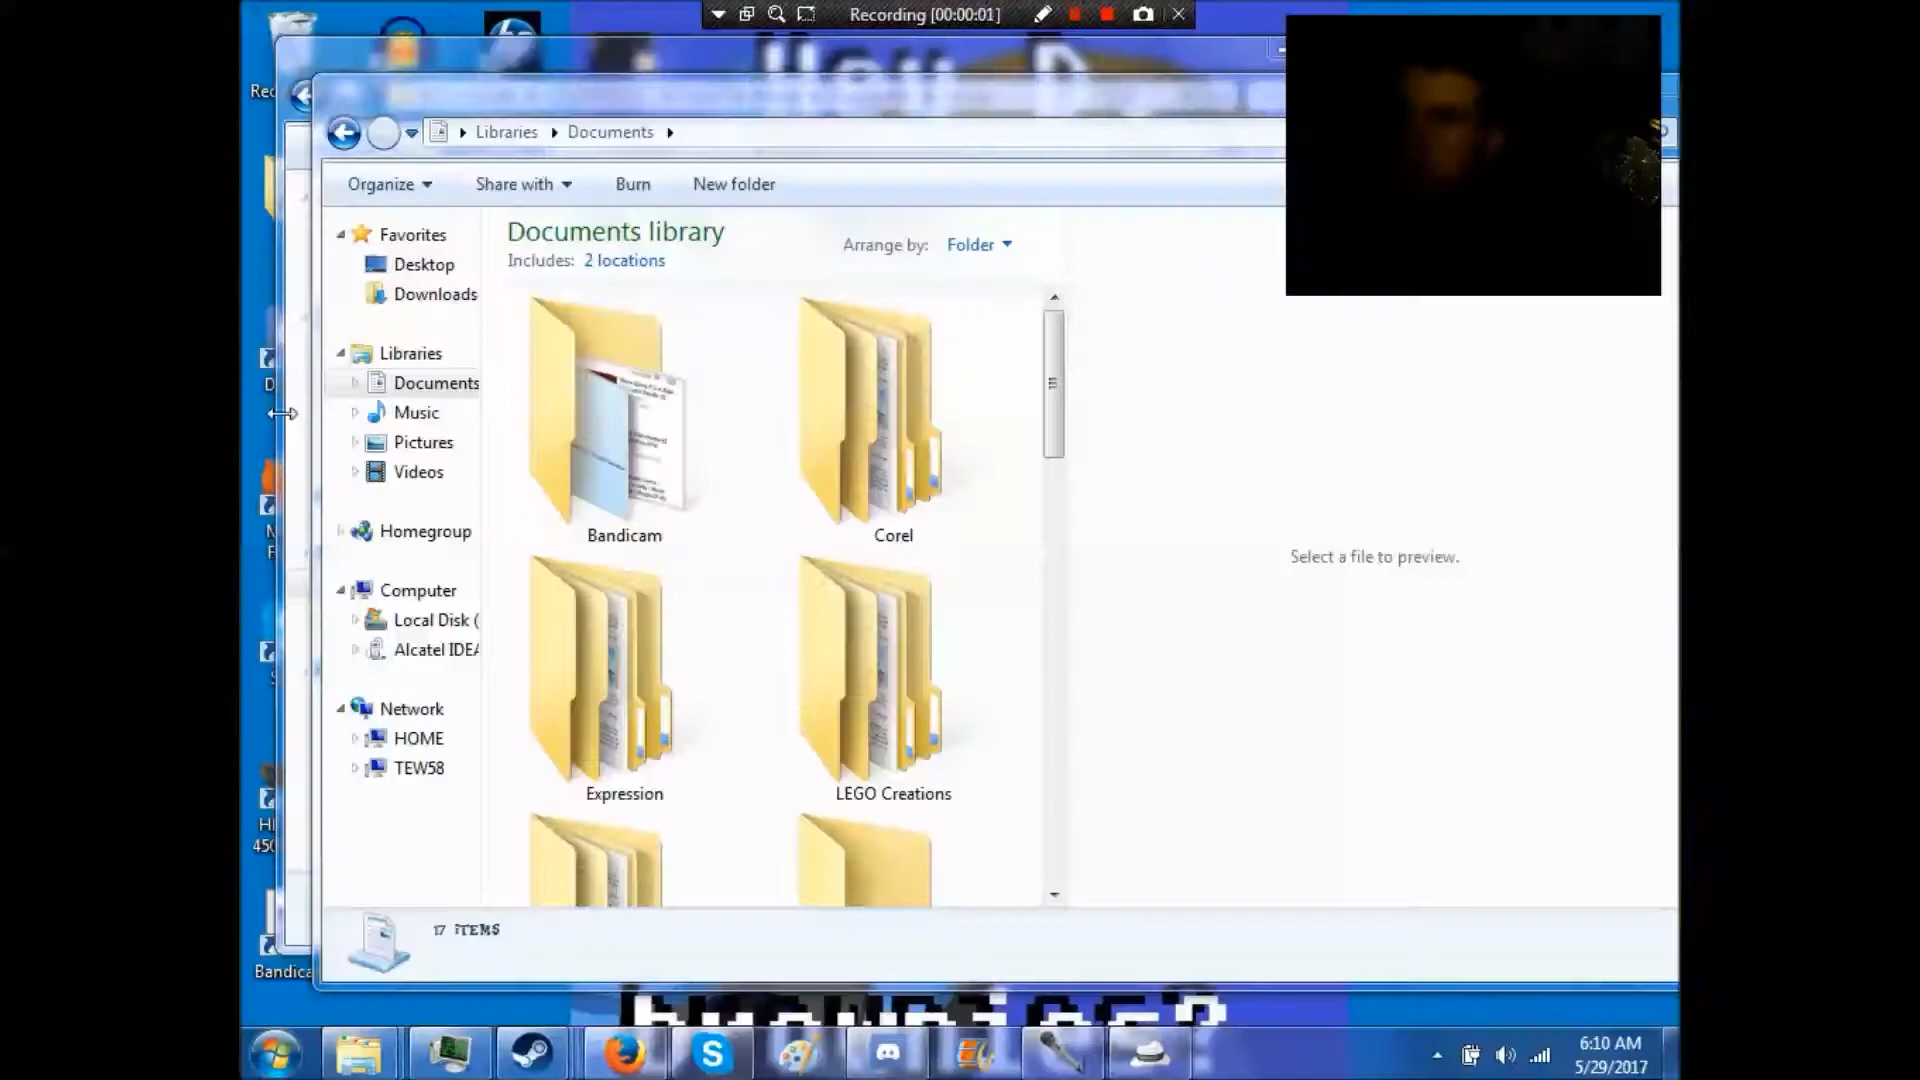 Recording [00:00:01]
Rec
Libraries
Documents
Organize
Share with
Burn
New folder
Favorites
Desktop
Downloads
Libraries
Documents
Music
Pictures
Videos
Homegroup
Computer
Local Disk (
Alcatel IDEA
Network
HOME
TEW58
Documents library
Includes: 2 locations
Arrange by: Folder
Bandicam
Corel
Expression
LEGO Creations
Select a file to preview.
17 iTEMS
450
Bandica
6:10 AM
5/29/2017